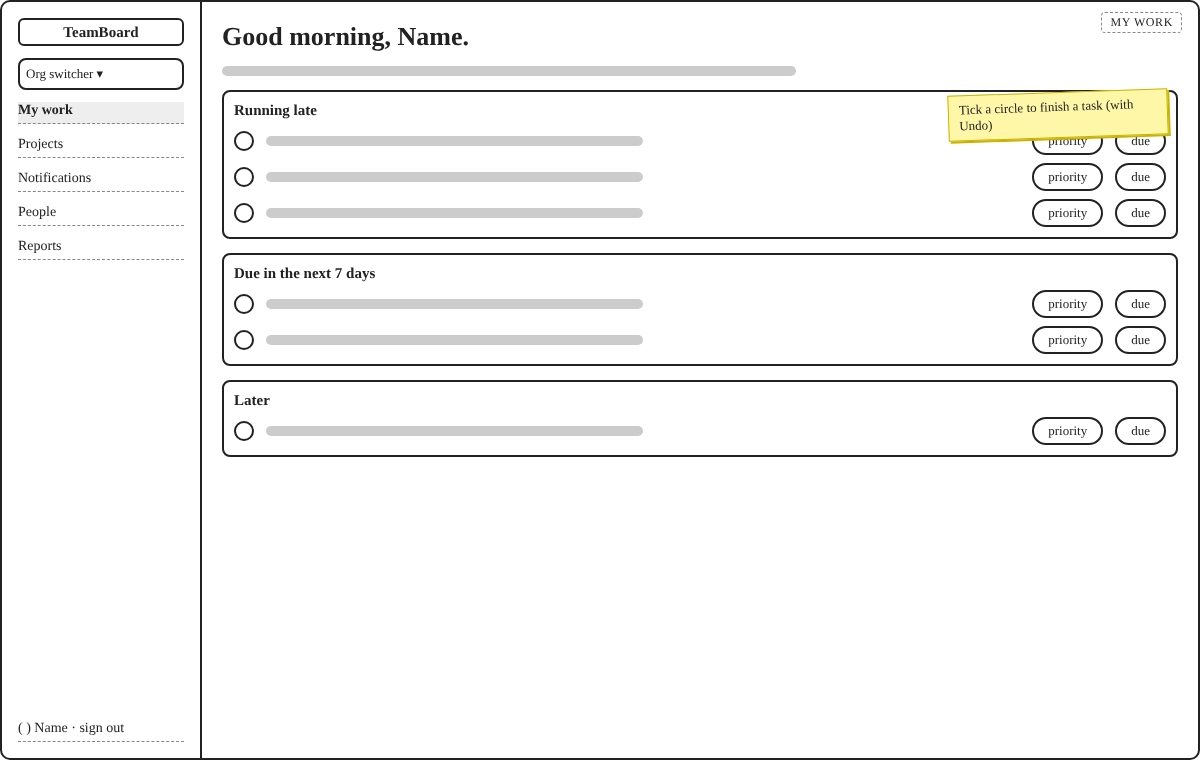 TeamBoard
Org switcher ▾
My work
Projects
Notifications
People
Reports
( ) Name · sign out
MY WORK
Good morning, Name.
Running late
Tick a circle to finish a task (with
Undo)
priority due
priority due
priority due
Due in the next 7 days
priority due
priority due
Later
priority due